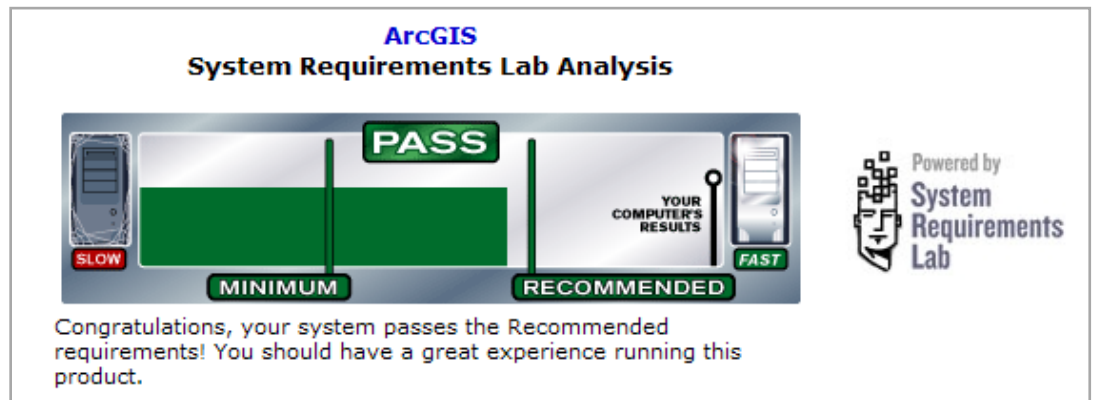 ArcGIS
System Requirements Lab Analysis
PASS
YOUR
COMPUTER'S
RESULTS
SLOW
FAST
MINIMUM
RECOMMENDED
Powered by
System
Requirements
Lab
Congratulations, your system passes the Recommended
requirements! You should have a great experience running this
product.